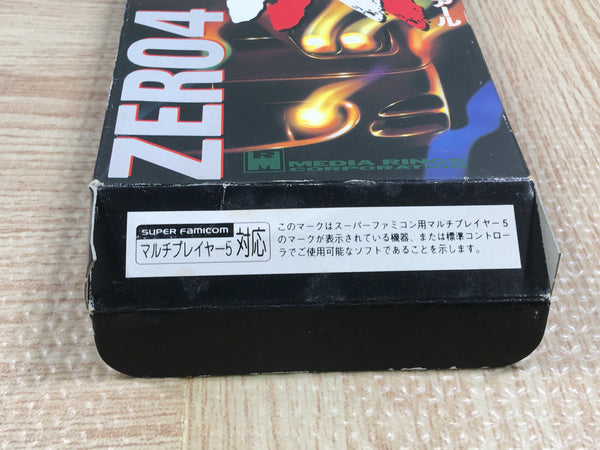 ZERO4
アール
RM
MEDIA RINGS
CORPORATION
SUPER FAMICOM
マルチプレイヤー5 対応
このマークはスーパーファミコン用マルチプレイヤー5
のマークが表示されている機器、または標準コントロー
ラでご使用可能なソフトであることを示します。